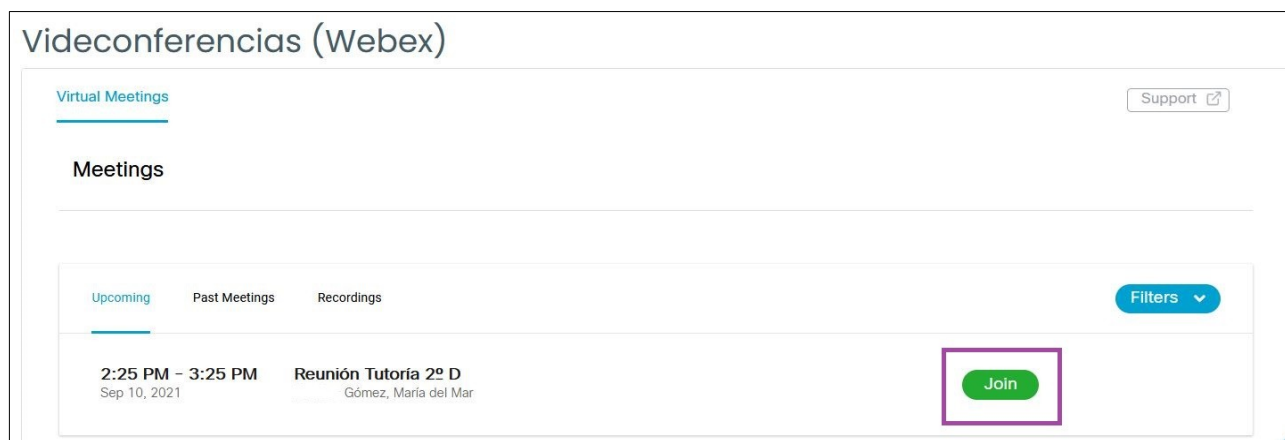 Videconferencias (Webex)
Virtual Meetings
Support
Meetings
Upcoming Past Meetings Recordings
Filters
2:25 PM - 3:25 PM Reunión Tutoría 2º D
Join
Sep 10, 2021 Gómez, María del Mar